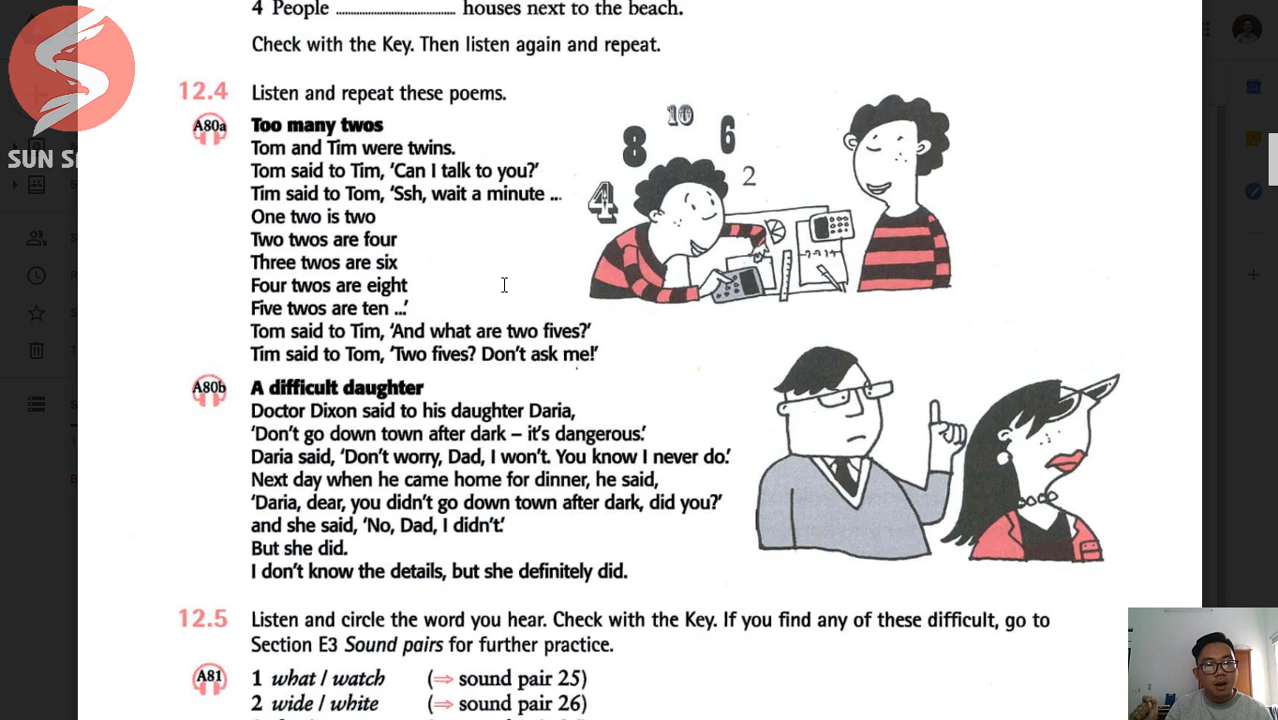 4 People .................................. houses next to the beach.
Check with the Key. Then listen again and repeat.
SUN S
12.4 Listen and repeat these poems.
A80a Too many twos
Tom and Tim were twins.
Tom said to Tim, ‘Can I talk to you?’
Tim said to Tom, ‘Ssh, wait a minute ...
One two is two
Two twos are four
Three twos are six
Four twos are eight
Five twos are ten ...’
Tom said to Tim, ‘And what are two fives?’
Tim said to Tom, ‘Two fives? Don’t ask me!’
4 8 10 6 2
A80b A difficult daughter
Doctor Dixon said to his daughter Daria,
‘Don’t go down town after dark – it’s dangerous.’
Daria said, ‘Don’t worry, Dad, I won’t. You know I never do.’
Next day when he came home for dinner, he said,
‘Daria, dear, you didn’t go down town after dark, did you?’
and she said, ‘No, Dad, I didn’t.’
But she did.
I don’t know the details, but she definitely did.
12.5 Listen and circle the word you hear. Check with the Key. If you find any of these difficult, go to
Section E3 Sound pairs for further practice.
A81 1 what / watch (⇒ sound pair 25)
2 wide / white (⇒ sound pair 26)